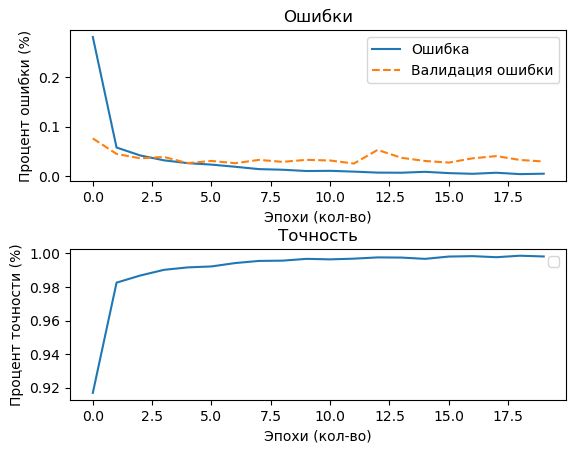 Ошибки
Процент ошибки (%)
0.2
0.1
0.0
Ошибка
Валидация ошибки
0.0 2.5 5.0 7.5 10.0 12.5 15.0 17.5
Эпохи (кол-во)
Точность
Процент точности (%)
1.00
0.98
0.96
0.94
0.92
0.0 2.5 5.0 7.5 10.0 12.5 15.0 17.5
Эпохи (кол-во)